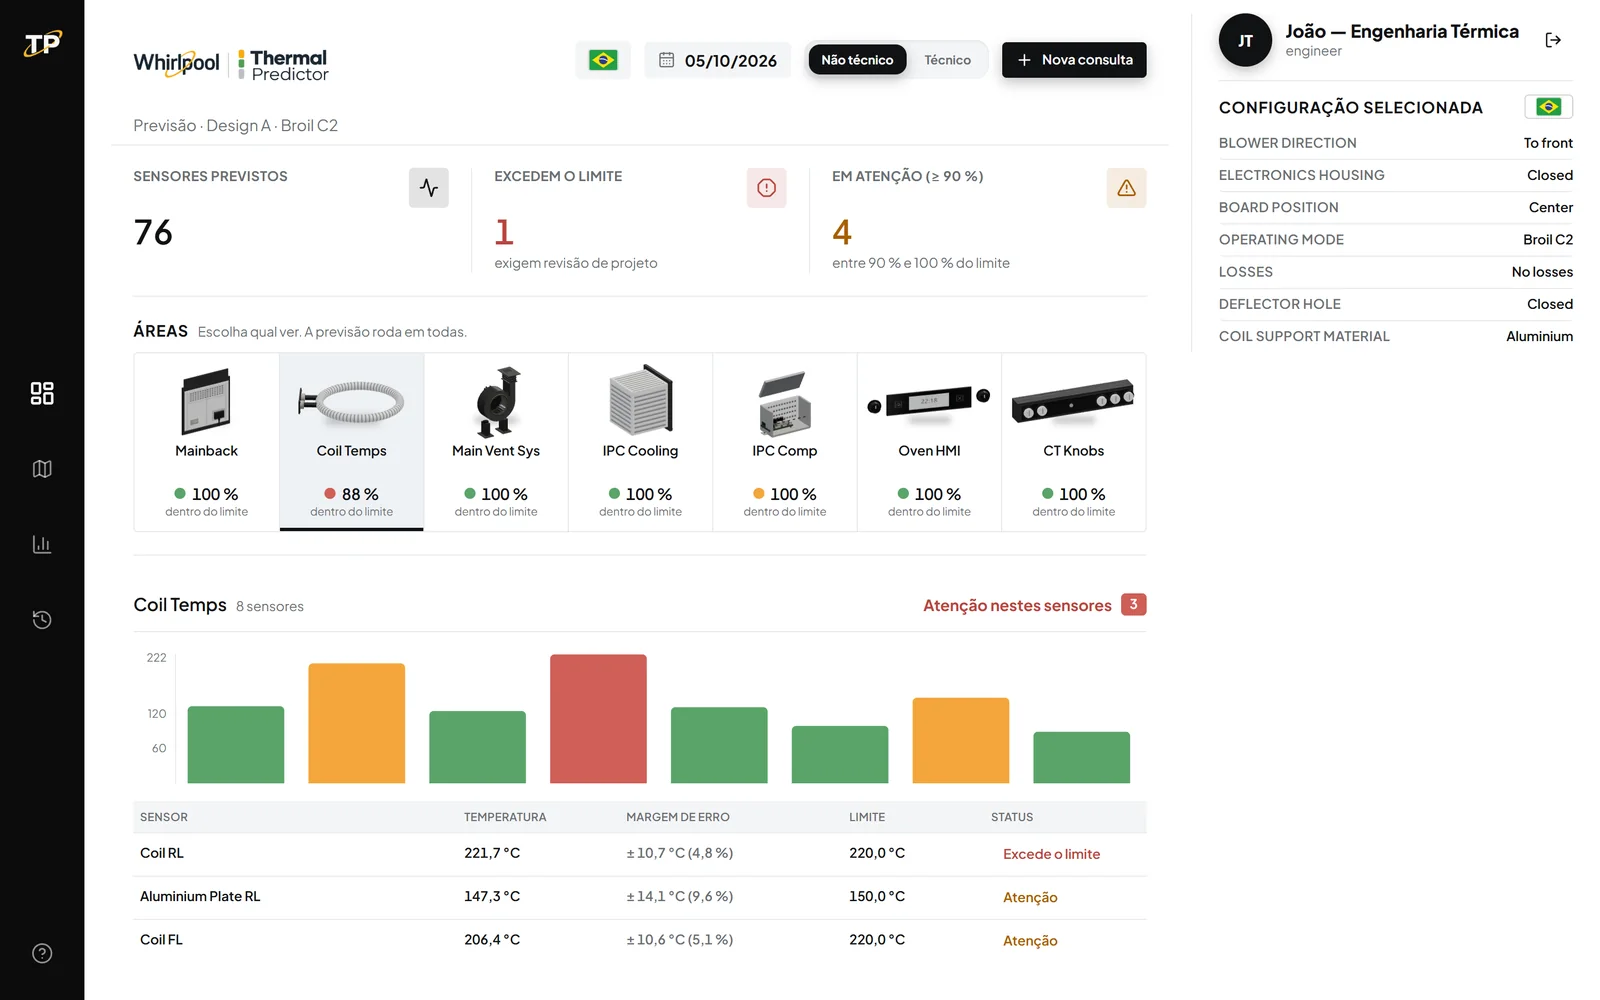 TP
Whirlpool
Thermal
Predictor
05/10/2026
Não técnico
Técnico
+ Nova consulta
JT
João — Engenharia Térmica
engineer
Previsão · Design A · Broil C2
SENSORES PREVISTOS
76
EXCEDEM O LIMITE
1
exigem revisão de projeto
EM ATENÇÃO (≥ 90 %)
4
entre 90 % e 100 % do limite
CONFIGURAÇÃO SELECIONADA
BLOWER DIRECTION To front
ELECTRONICS HOUSING Closed
BOARD POSITION Center
OPERATING MODE Broil C2
LOSSES No losses
DEFLECTOR HOLE Closed
COIL SUPPORT MATERIAL Aluminium
ÁREAS Escolha qual ver. A previsão roda em todas.
22:18
Mainback
100 %
dentro do limite
Coil Temps
88 %
dentro do limite
Main Vent Sys
100 %
dentro do limite
IPC Cooling
100 %
dentro do limite
IPC Comp
100 %
dentro do limite
Oven HMI
100 %
dentro do limite
CT Knobs
100 %
dentro do limite
Coil Temps 8 sensores
Atenção nestes sensores 3
222
120
60
SENSOR TEMPERATURA MARGEM DE ERRO LIMITE STATUS
Coil RL 221,7 °C ± 10,7 °C (4,8 %) 220,0 °C Excede o limite
Aluminium Plate RL 147,3 °C ± 14,1 °C (9,6 %) 150,0 °C Atenção
Coil FL 206,4 °C ± 10,6 °C (5,1 %) 220,0 °C Atenção